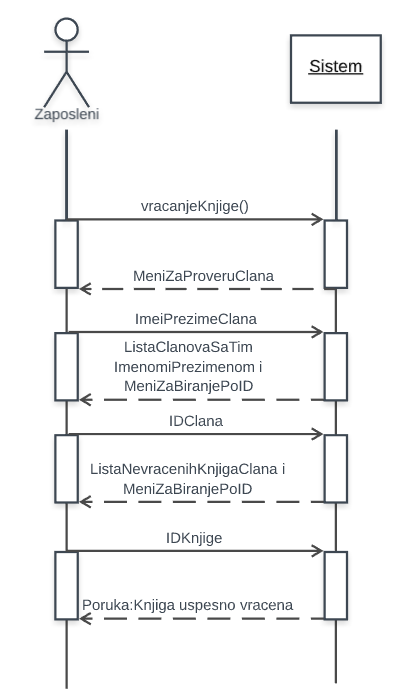 Zaposleni
Sistem
vracanjeKnjige()
MeniZaProveruClana
ImeiPrezimeClana
ListaClanovaSaTim
ImenomiPrezimenom i
MeniZaBiranjePoID
IDClana
ListaNevracenihKnjigaClana i
MeniZaBiranjePoID
IDKnjige
Poruka:Knjiga uspesno vracena